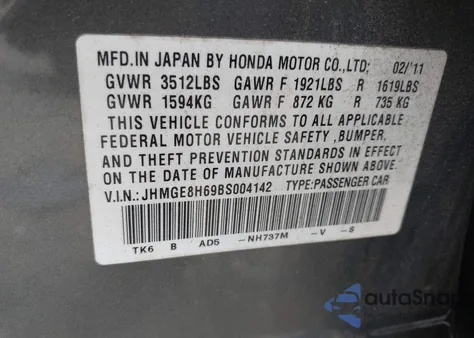 MFD.IN JAPAN BY HONDA MOTOR CO.,LTD; 02/'11
GVWR 3512LBS GAWR F 1921LBS R 1619LBS
GVWR 1594KG GAWR F 872 KG R 735 KG
THIS VEHICLE CONFORMS TO ALL APPLICABLE
FEDERAL MOTOR VEHICLE SAFETY ,BUMPER,
AND THEFT PREVENTION STANDARDS IN EFFECT
ON THE DATE OF MANUFACTURE SHOWN ABOVE.
V.I.N.: JHMGE8H69BS004142 TYPE:PASSENGER CAR
TK6 B AD5 -NH737M -V -S
autoSnap